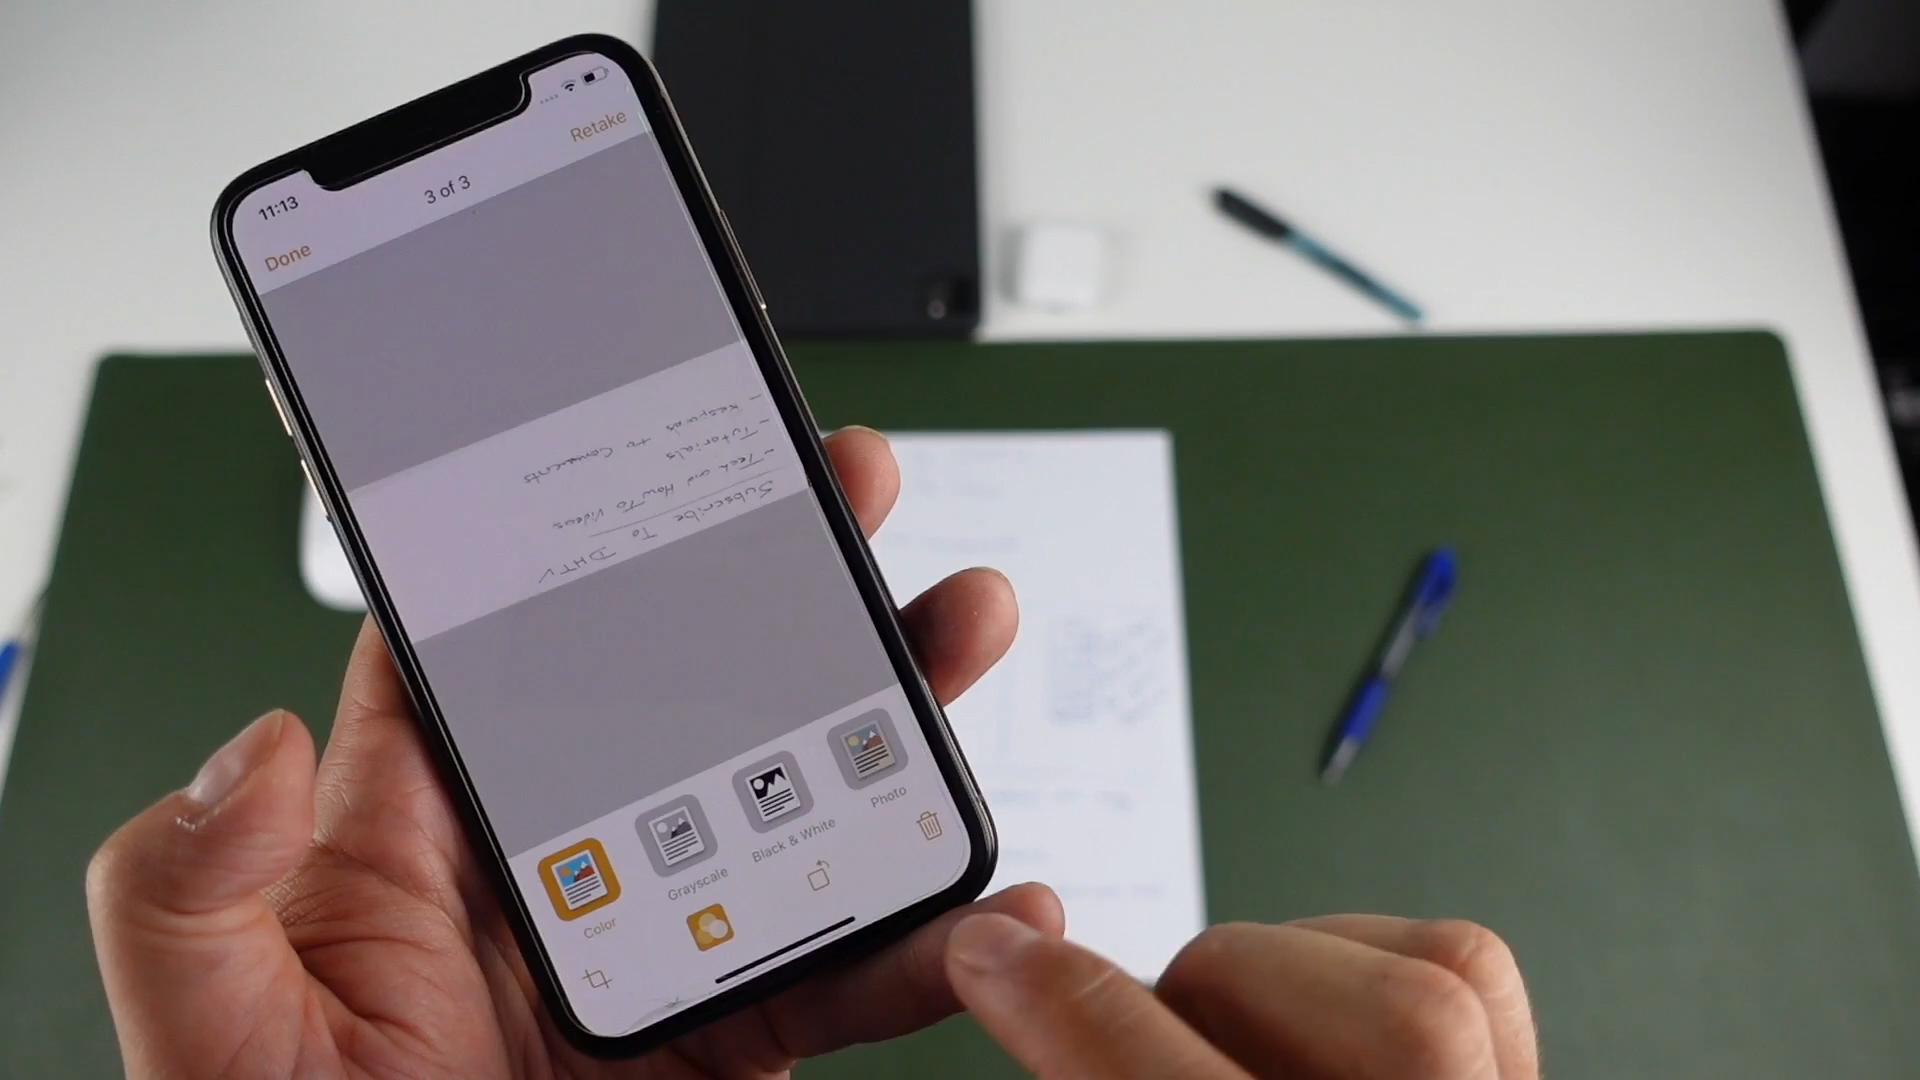 11:13
3 of 3
Retake
Done
Subscribe To DHTV
- Tech and How To Videos
- Tutorials
- Responds to Comments
Color
Grayscale
Black & White
Photo